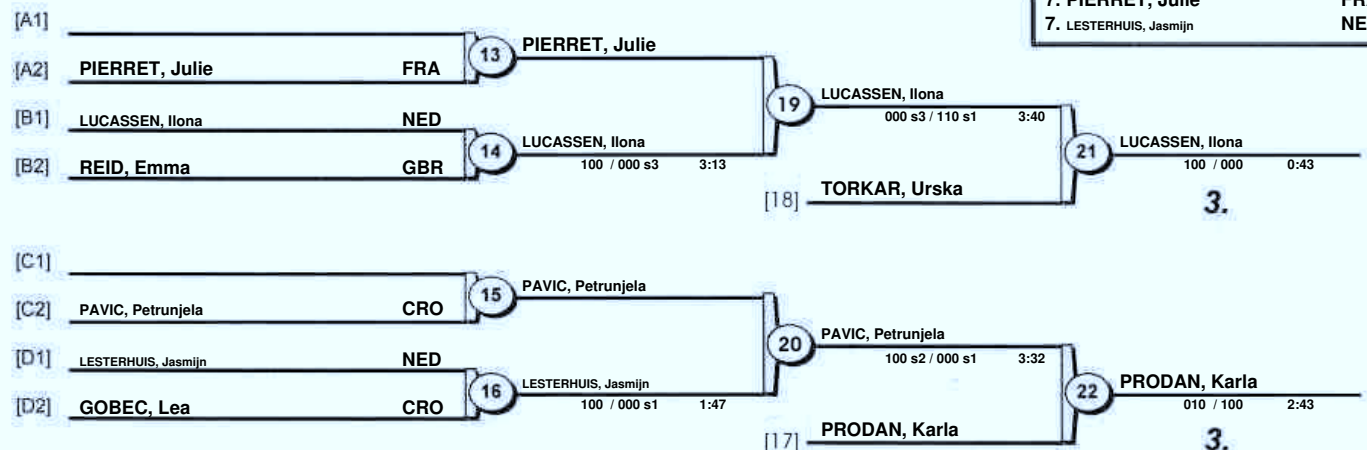 7. PIERRET, Julie FRA
7. LESTERHUIS, Jasmijn NE
[A1]
13 PIERRET, Julie
[A2] PIERRET, Julie FRA
19 LUCASSEN, Ilona
000 s3 / 110 s1 3:40
[B1] LUCASSEN, Ilona NED
14 LUCASSEN, Ilona
100 / 000 s3 3:13
21 LUCASSEN, Ilona
100 / 000 0:43
[B2] REID, Emma GBR
[18] TORKAR, Urska
3.
[C1]
15 PAVIC, Petrunjela
[C2] PAVIC, Petrunjela CRO
20 PAVIC, Petrunjela
100 s2 / 000 s1 3:32
[D1] LESTERHUIS, Jasmijn NED
16 LESTERHUIS, Jasmijn
100 / 000 s1 1:47
22 PRODAN, Karla
010 / 100 2:43
[D2] GOBEC, Lea CRO
[17] PRODAN, Karla
3.